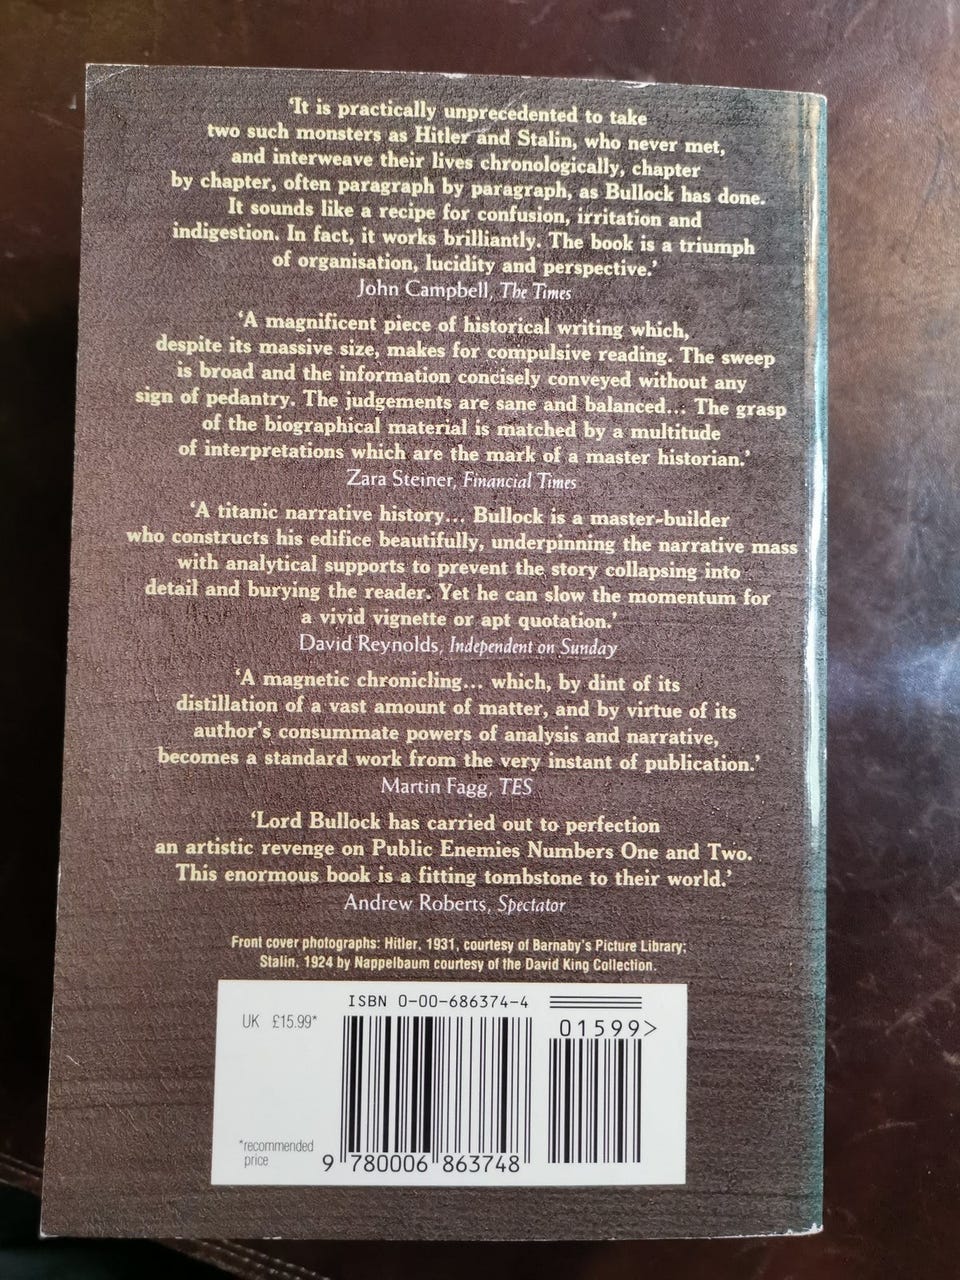 'It is practically unprecedented to take
two such monsters as Hitler and Stalin, who never met,
and interweave their lives chronologically, chapter
by chapter, often paragraph by paragraph, as Bullock has done.
It sounds like a recipe for confusion, irritation and
indigestion. In fact, it works brilliantly. The book is a triumph
of organisation, lucidity and perspective.'
John Campbell, The Times
'A magnificent piece of historical writing which,
despite its massive size, makes for compulsive reading. The sweep
is broad and the information concisely conveyed without any
sign of pedantry. The judgements are sane and balanced... The grasp
of the biographical material is matched by a multitude
of interpretations which are the mark of a master historian.'
Zara Steiner, Financial Times
'A titanic narrative history... Bullock is a master-builder
who constructs his edifice beautifully, underpinning the narrative mass
with analytical supports to prevent the story collapsing into
detail and burying the reader. Yet he can slow the momentum for
a vivid vignette or apt quotation.'
David Reynolds, Independent on Sunday
'A magnetic chronicling... which, by dint of its
distillation of a vast amount of matter, and by virtue of its
author's consummate powers of analysis and narrative,
becomes a standard work from the very instant of publication.'
Martin Fagg, TES
'Lord Bullock has carried out to perfection
an artistic revenge on Public Enemies Numbers One and Two.
This enormous book is a fitting tombstone to their world.'
Andrew Roberts, Spectator
Front cover photographs: Hitler, 1931, courtesy of Barnaby's Picture Library;
Stalin, 1924 by Nappelbaum courtesy of the David King Collection.
ISBN 0-00-686374-4
UK £15.99*
01599>
*recommended
price
9 780006 863748